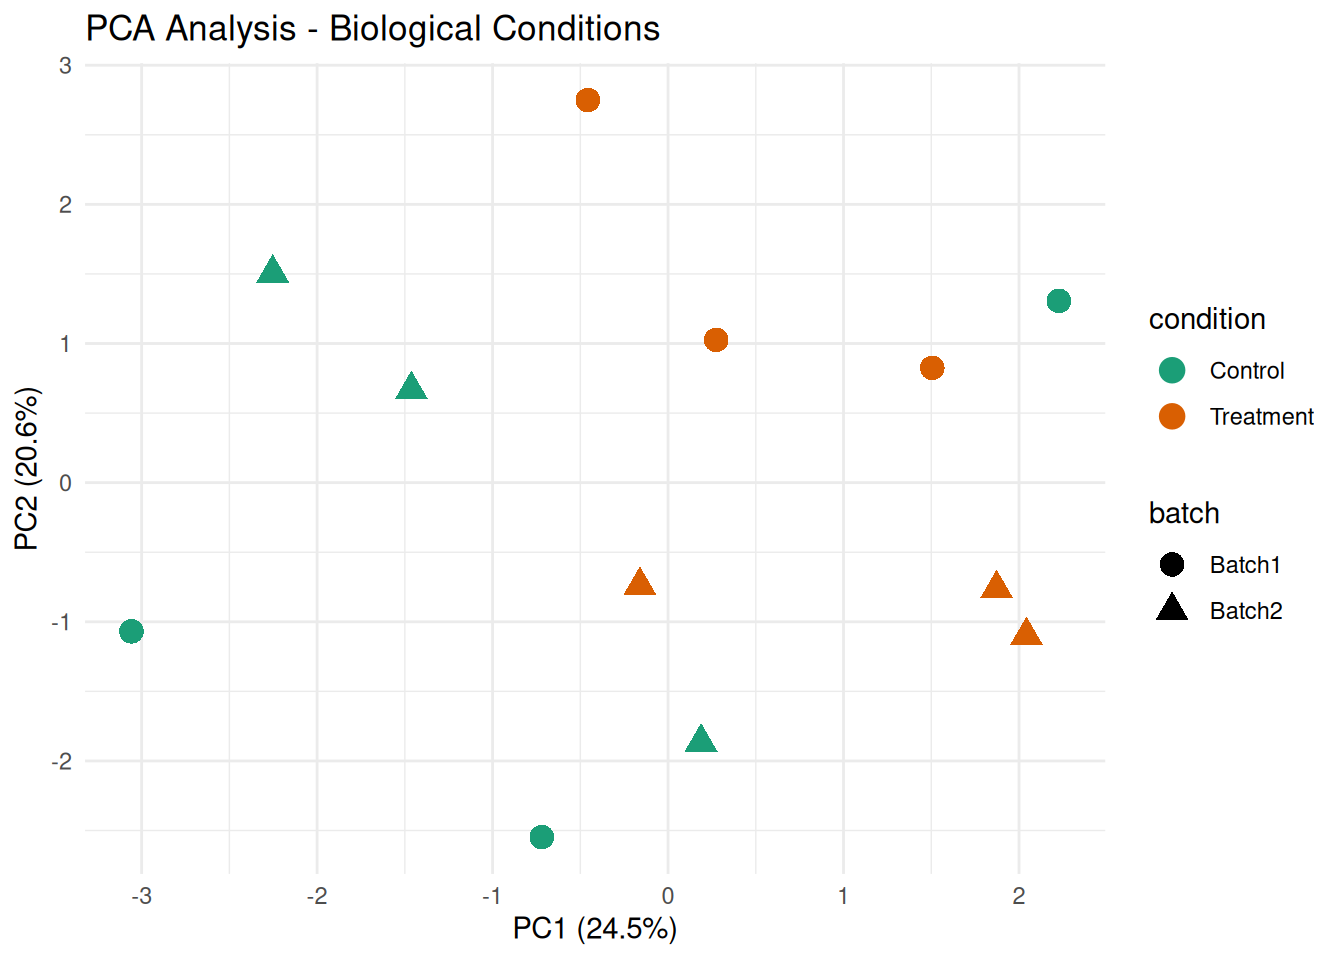 PCA Analysis - Biological Conditions
3
2
1
0
-1
-2
PC2 (20.6%)
-3
-2
-1
0
1
2
PC1 (24.5%)
condition
Control
Treatment
batch
Batch1
Batch2